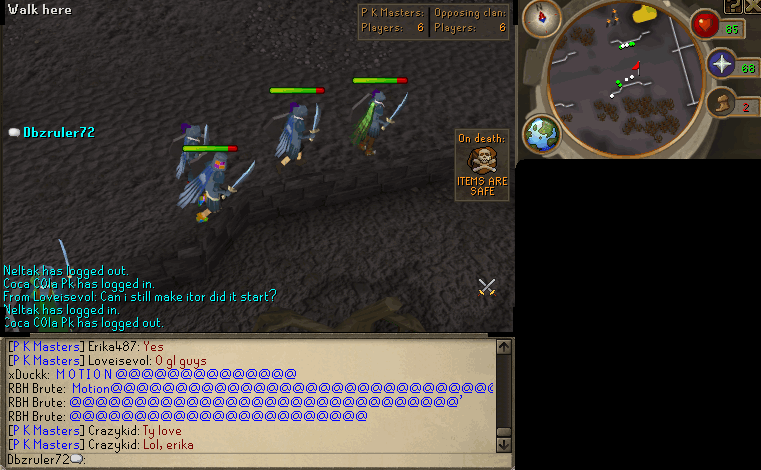 Walk here
P K Masters: Opposing clan:
Players: 6 Players: 6
85
68
2
Dbzruler72
On death:
ITEMS ARE
SAFE
Neltak has logged out.
Coca C0la Pk has logged in.
From Loveisevol: Can i still make itor did it start?
Neltak has logged in.
Coca C0la Pk has logged out.
[P K Masters] Erika487: Yes
[P K Masters] Loveisevol: O gl guys
xDuckk: M O T I O N @@@@@@@@@@@@@@
RBH Brute: Motion@@@@@@@@@@@@@@@@@@@@@@@@@@@@@@
RBH Brute: @@@@@@@@@@@@@@@@@@@@@@@@@@@@@@'
RBH Brute: @@@@@@@@@@@@@@@@@@@@@@@
[P K Masters] Crazykid: Ty love
[P K Masters] Crazykid: Lol, erika
Dbzruler72: